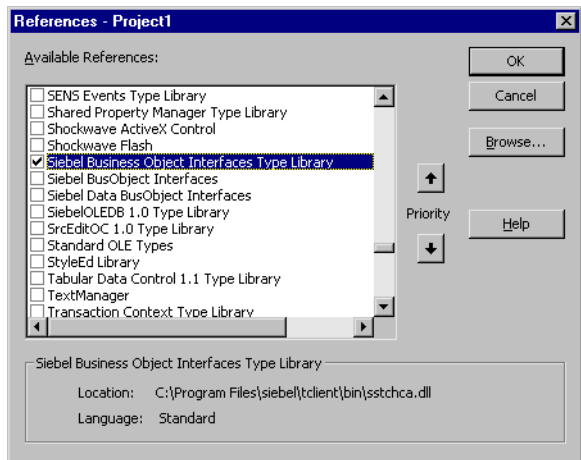 References - Project1
Available References:
SENS Events Type Library
Shared Property Manager Type Library
Shockwave ActiveX Control
Shockwave Flash
Siebel Business Object Interfaces Type Library
Siebel BusObject Interfaces
Siebel Data BusObject Interfaces
SiebelOLEDB 1.0 Type Library
SrcEditOC 1.0 Type Library
Standard OLE Types
StyleEd Library
Tabular Data Control 1.1 Type Library
TextManager
Transaction Context Type Library
Priority
OK
Cancel
Browse...
Help
Siebel Business Object Interfaces Type Library
Location: C:\Program Files\siebel\tclient\bin\sstchca.dll
Language: Standard